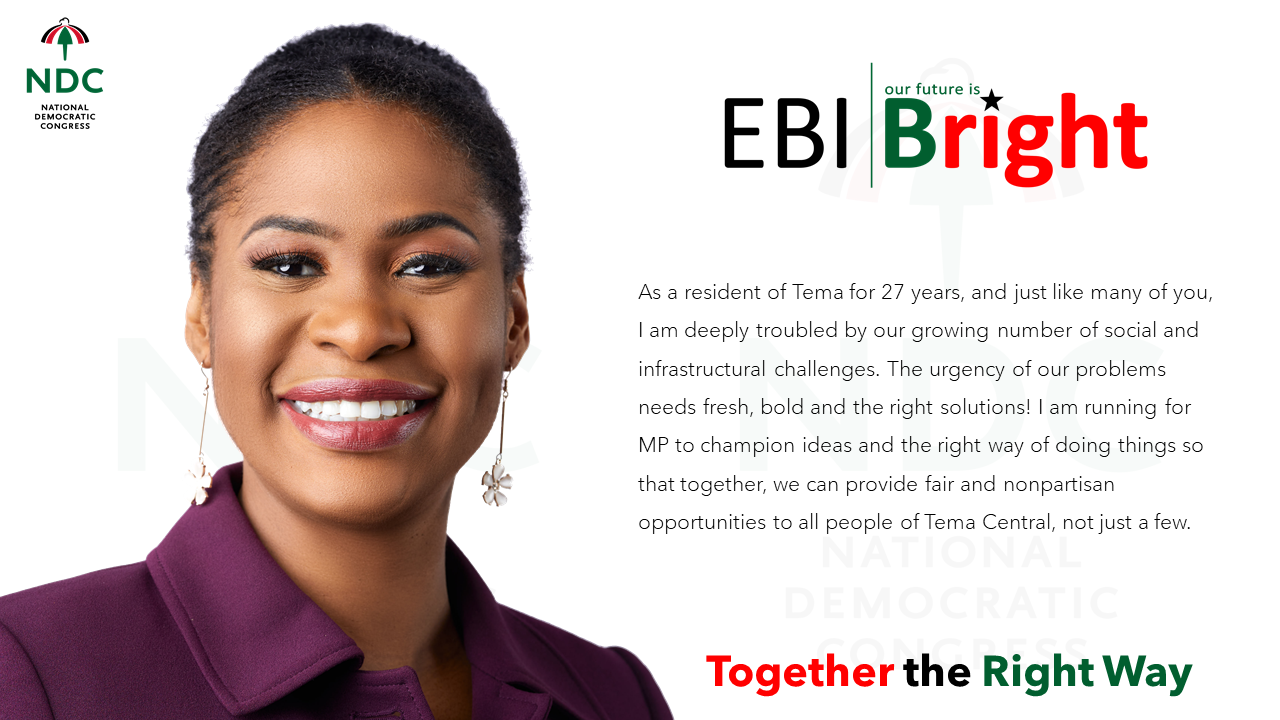 NDC
NATIONAL
DEMOCRATIC
CONGRESS
EBI
our future is
Bright
As a resident of Tema for 27 years, and just like many of you,
I am deeply troubled by our growing number of social and
infrastructural challenges. The urgency of our problems
needs fresh, bold and the right solutions! I am running for
MP to champion ideas and the right way of doing things so
that together, we can provide fair and nonpartisan
opportunities to all people of Tema Central, not just a few.
NDC
NATIONAL
DEMOCRATIC
CONGRESS
Together the Right Way